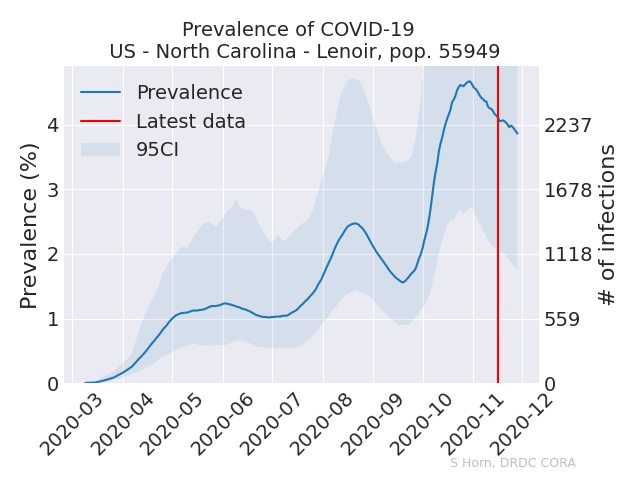 Prevalence of COVID-19
US - North Carolina - Lenoir, pop. 55949
Prevalence
Latest data
95CI
Prevalence (%)
4
3
2
1
0
2237
1678
1118
559
0
# of infections
2020-03
2020-04
2020-05
2020-06
2020-07
2020-08
2020-09
2020-10
2020-11
2020-12
S Horn, DRDC CORA